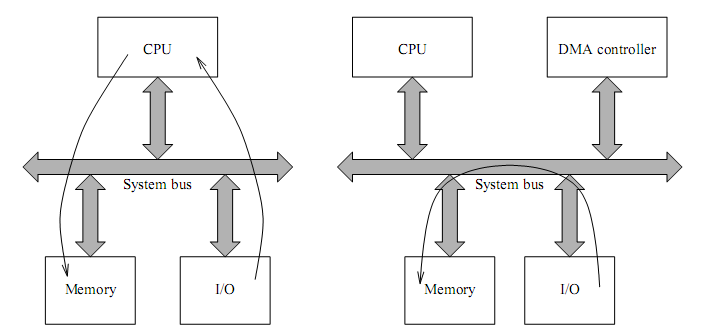 CPU
System bus
Memory
I/O
CPU
DMA controller
System bus
Memory
I/O